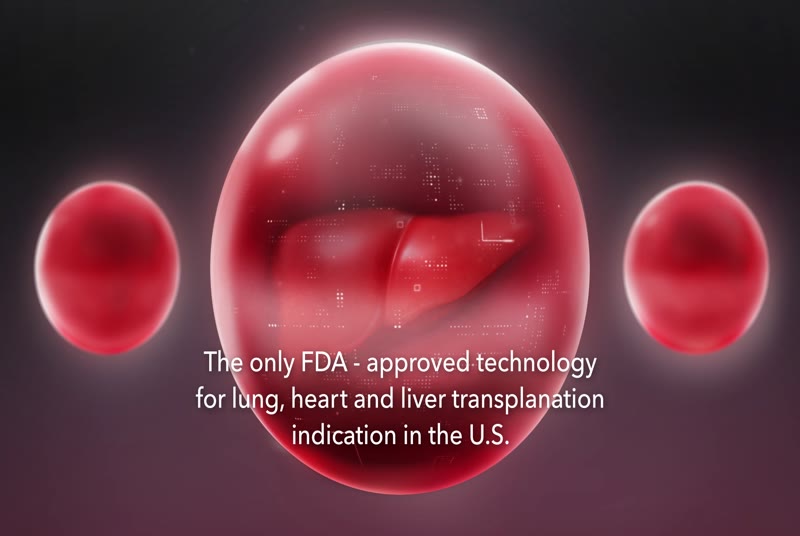 The only FDA - approved technology
for lung, heart and liver transplanation
indication in the U.S.